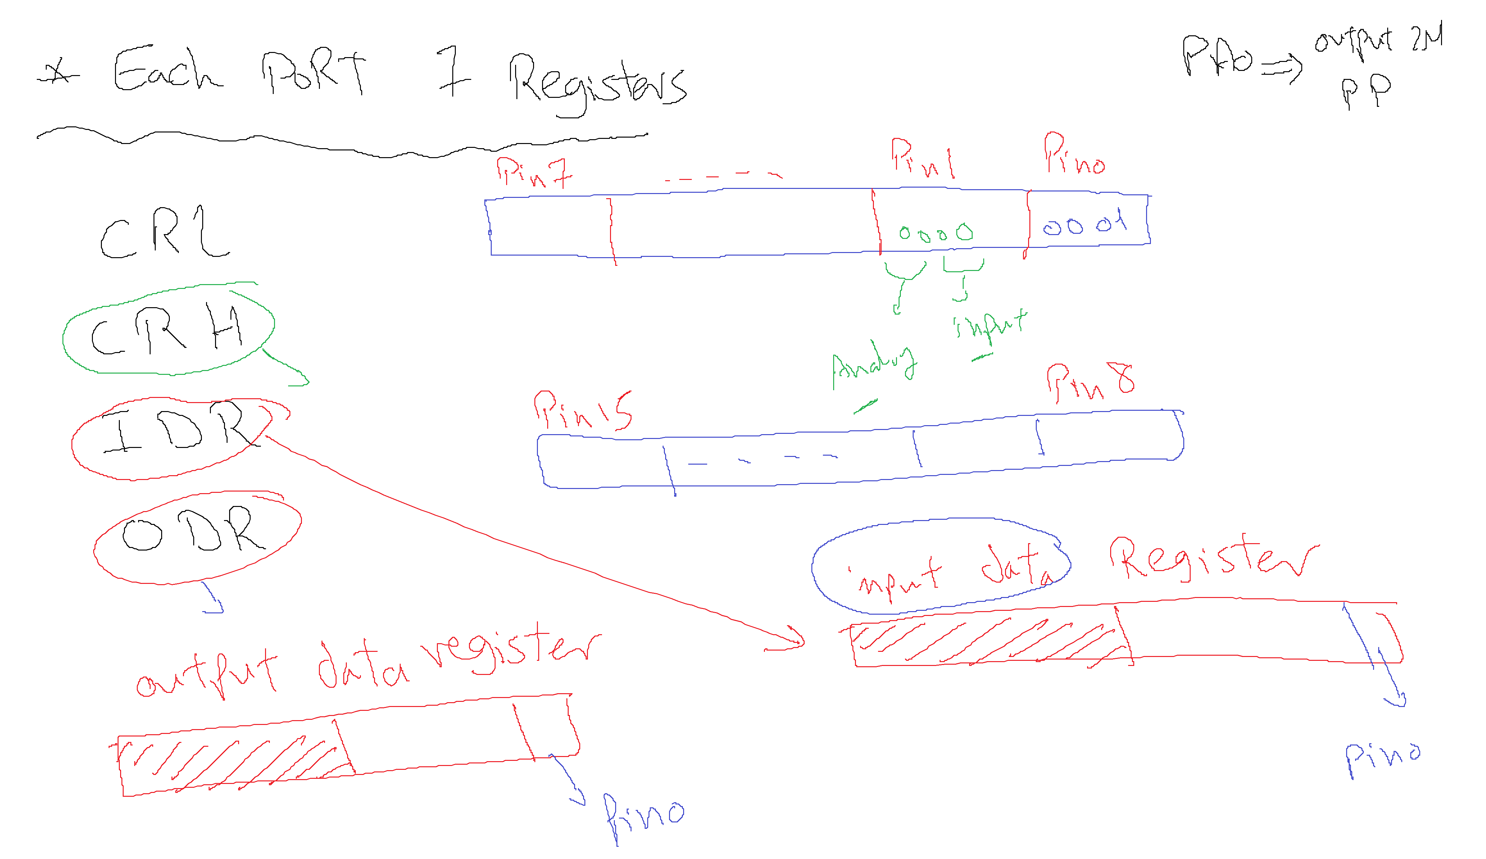 * Each PORT 7 Registers
PA0 ⇒ output 2M
PP
Pin7 ----- Pin1 Pin0
0000 0001
CRL
CRH
Analog input
Pin15 Pin8
----
IDR
ODR
input data Register
output data register
Pin0
Pin0